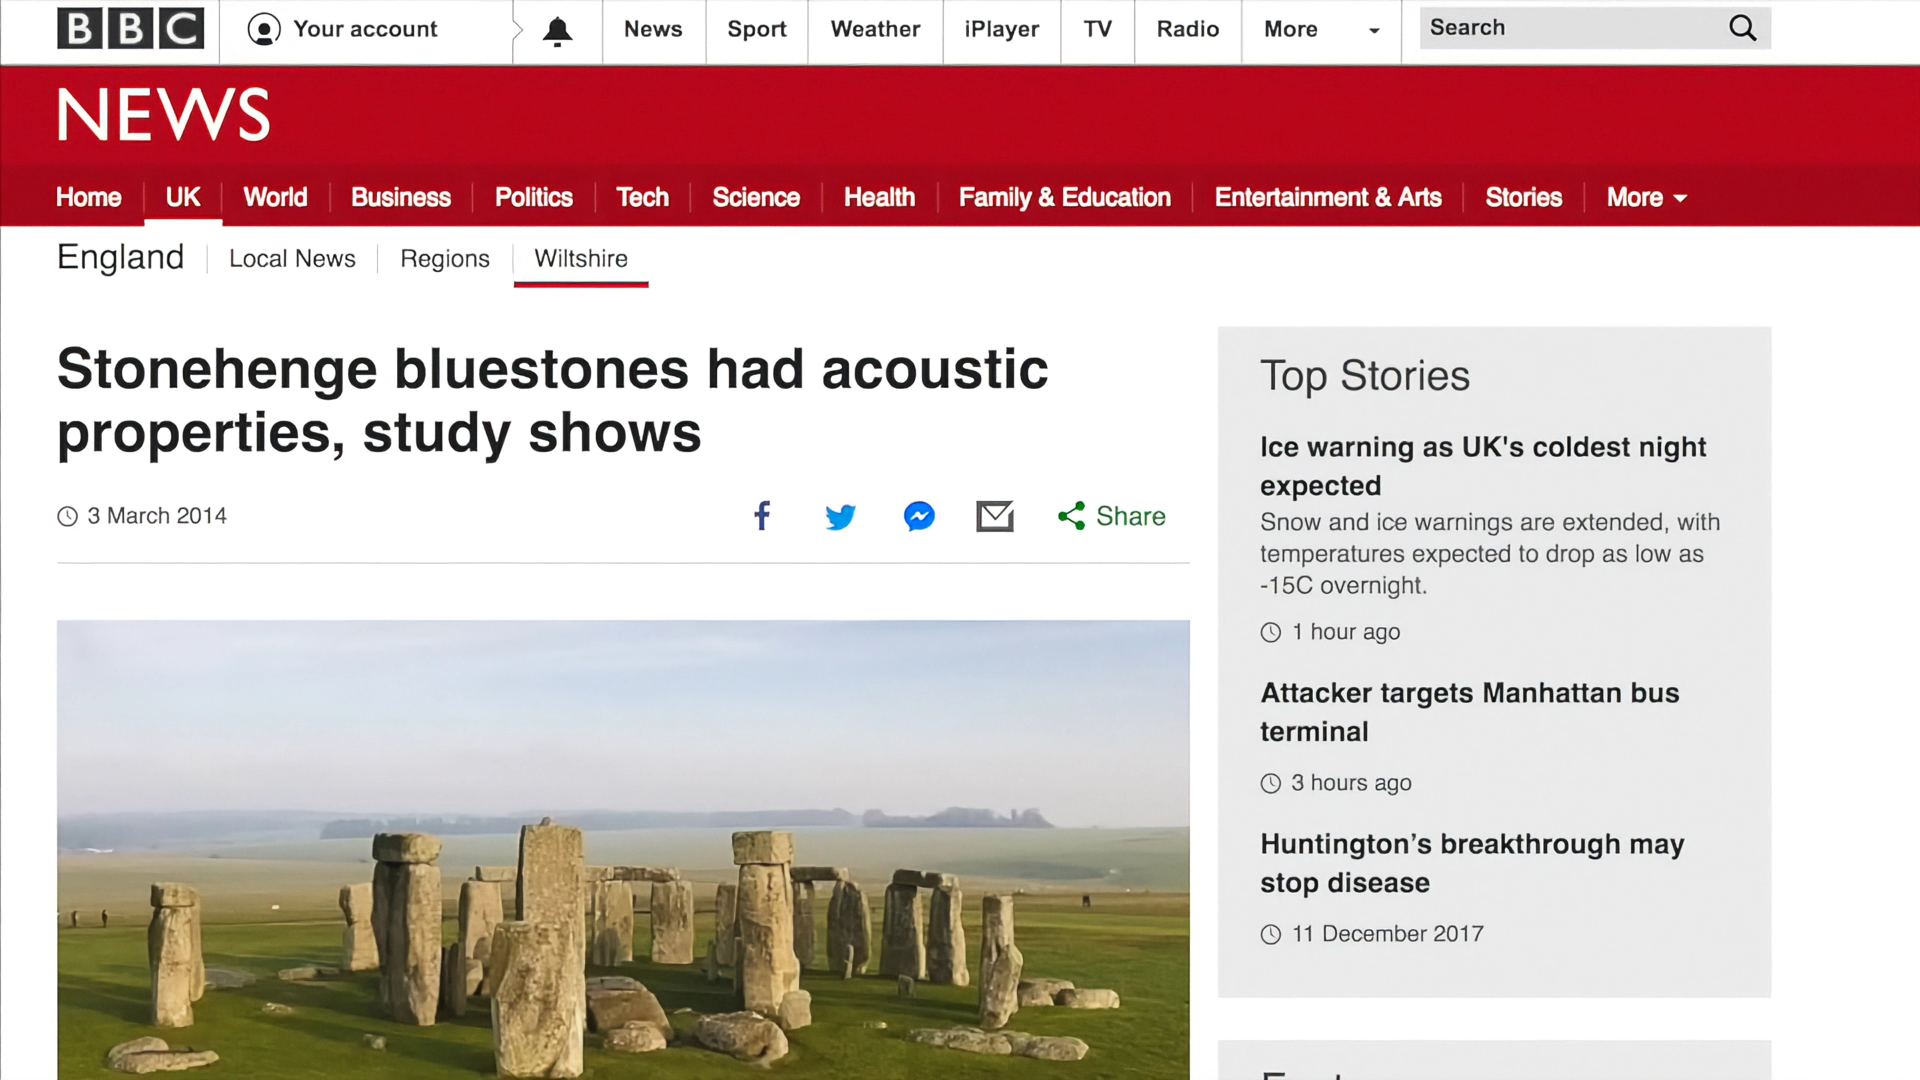 BBC Your account News Sport Weather iPlayer TV Radio More Search
NEWS
Home UK World Business Politics Tech Science Health Family & Education Entertainment & Arts Stories More
England Local News Regions Wiltshire
Stonehenge bluestones had acoustic
properties, study shows
3 March 2014
Share
Top Stories
Ice warning as UK's coldest night
expected
Snow and ice warnings are extended, with
temperatures expected to drop as low as
-15C overnight.
1 hour ago
Attacker targets Manhattan bus
terminal
3 hours ago
Huntington’s breakthrough may
stop disease
11 December 2017